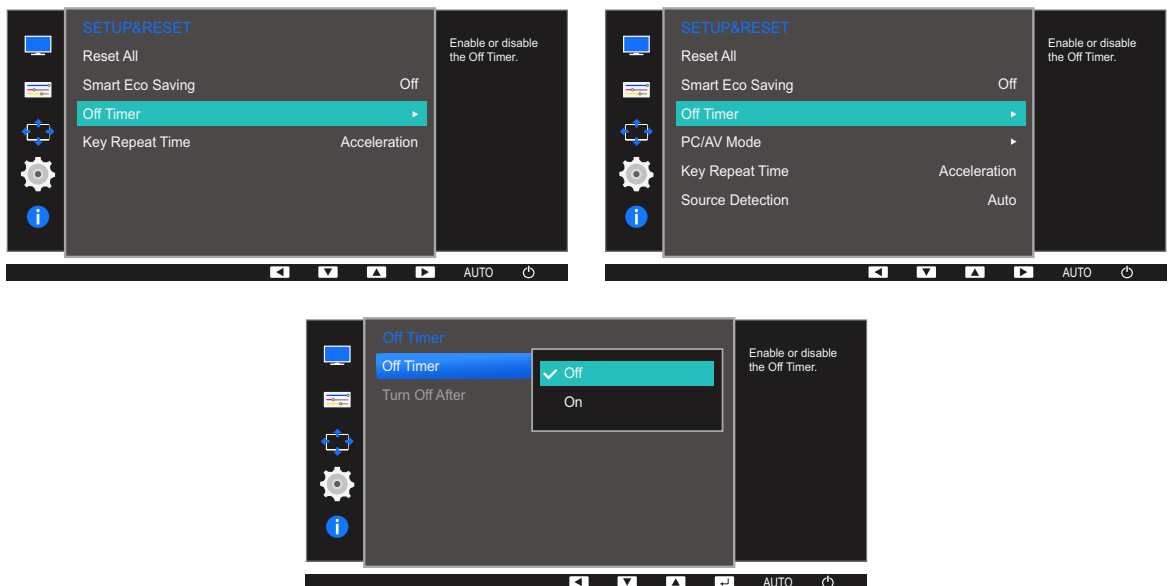 SETUP&RESET
Reset All
Smart Eco Saving Off
Off Timer
Key Repeat Time Acceleration
Enable or disable
the Off Timer.
AUTO
SETUP&RESET
Reset All
Smart Eco Saving Off
Off Timer
PC/AV Mode
Key Repeat Time Acceleration
Source Detection Auto
Enable or disable
the Off Timer.
AUTO
Off Timer
Off Timer
Turn Off After
Off
On
Enable or disable
the Off Timer.
AUTO